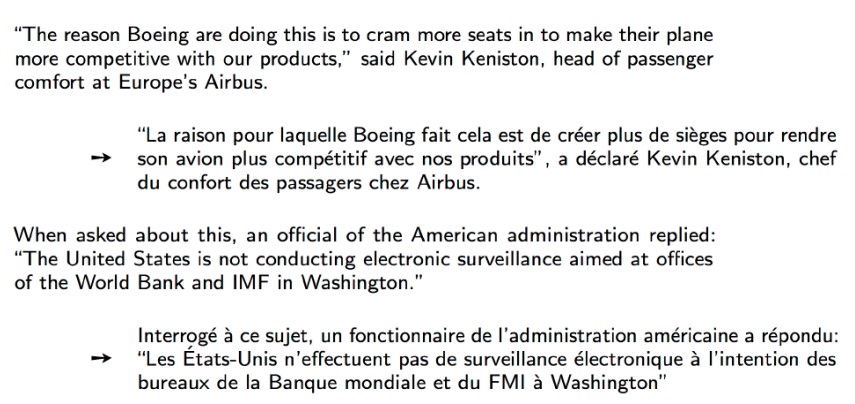 “The reason Boeing are doing this is to cram more seats in to make their plane
more competitive with our products,” said Kevin Keniston, head of passenger
comfort at Europe’s Airbus.
“La raison pour laquelle Boeing fait cela est de créer plus de sièges pour rendre
→ son avion plus compétitif avec nos produits”, a déclaré Kevin Keniston, chef
du confort des passagers chez Airbus.
When asked about this, an official of the American administration replied:
“The United States is not conducting electronic surveillance aimed at offices
of the World Bank and IMF in Washington.”
Interrogé à ce sujet, un fonctionnaire de l’administration américaine a répondu:
→ “Les États-Unis n’effectuent pas de surveillance électronique à l’intention des
bureaux de la Banque mondiale et du FMI à Washington”